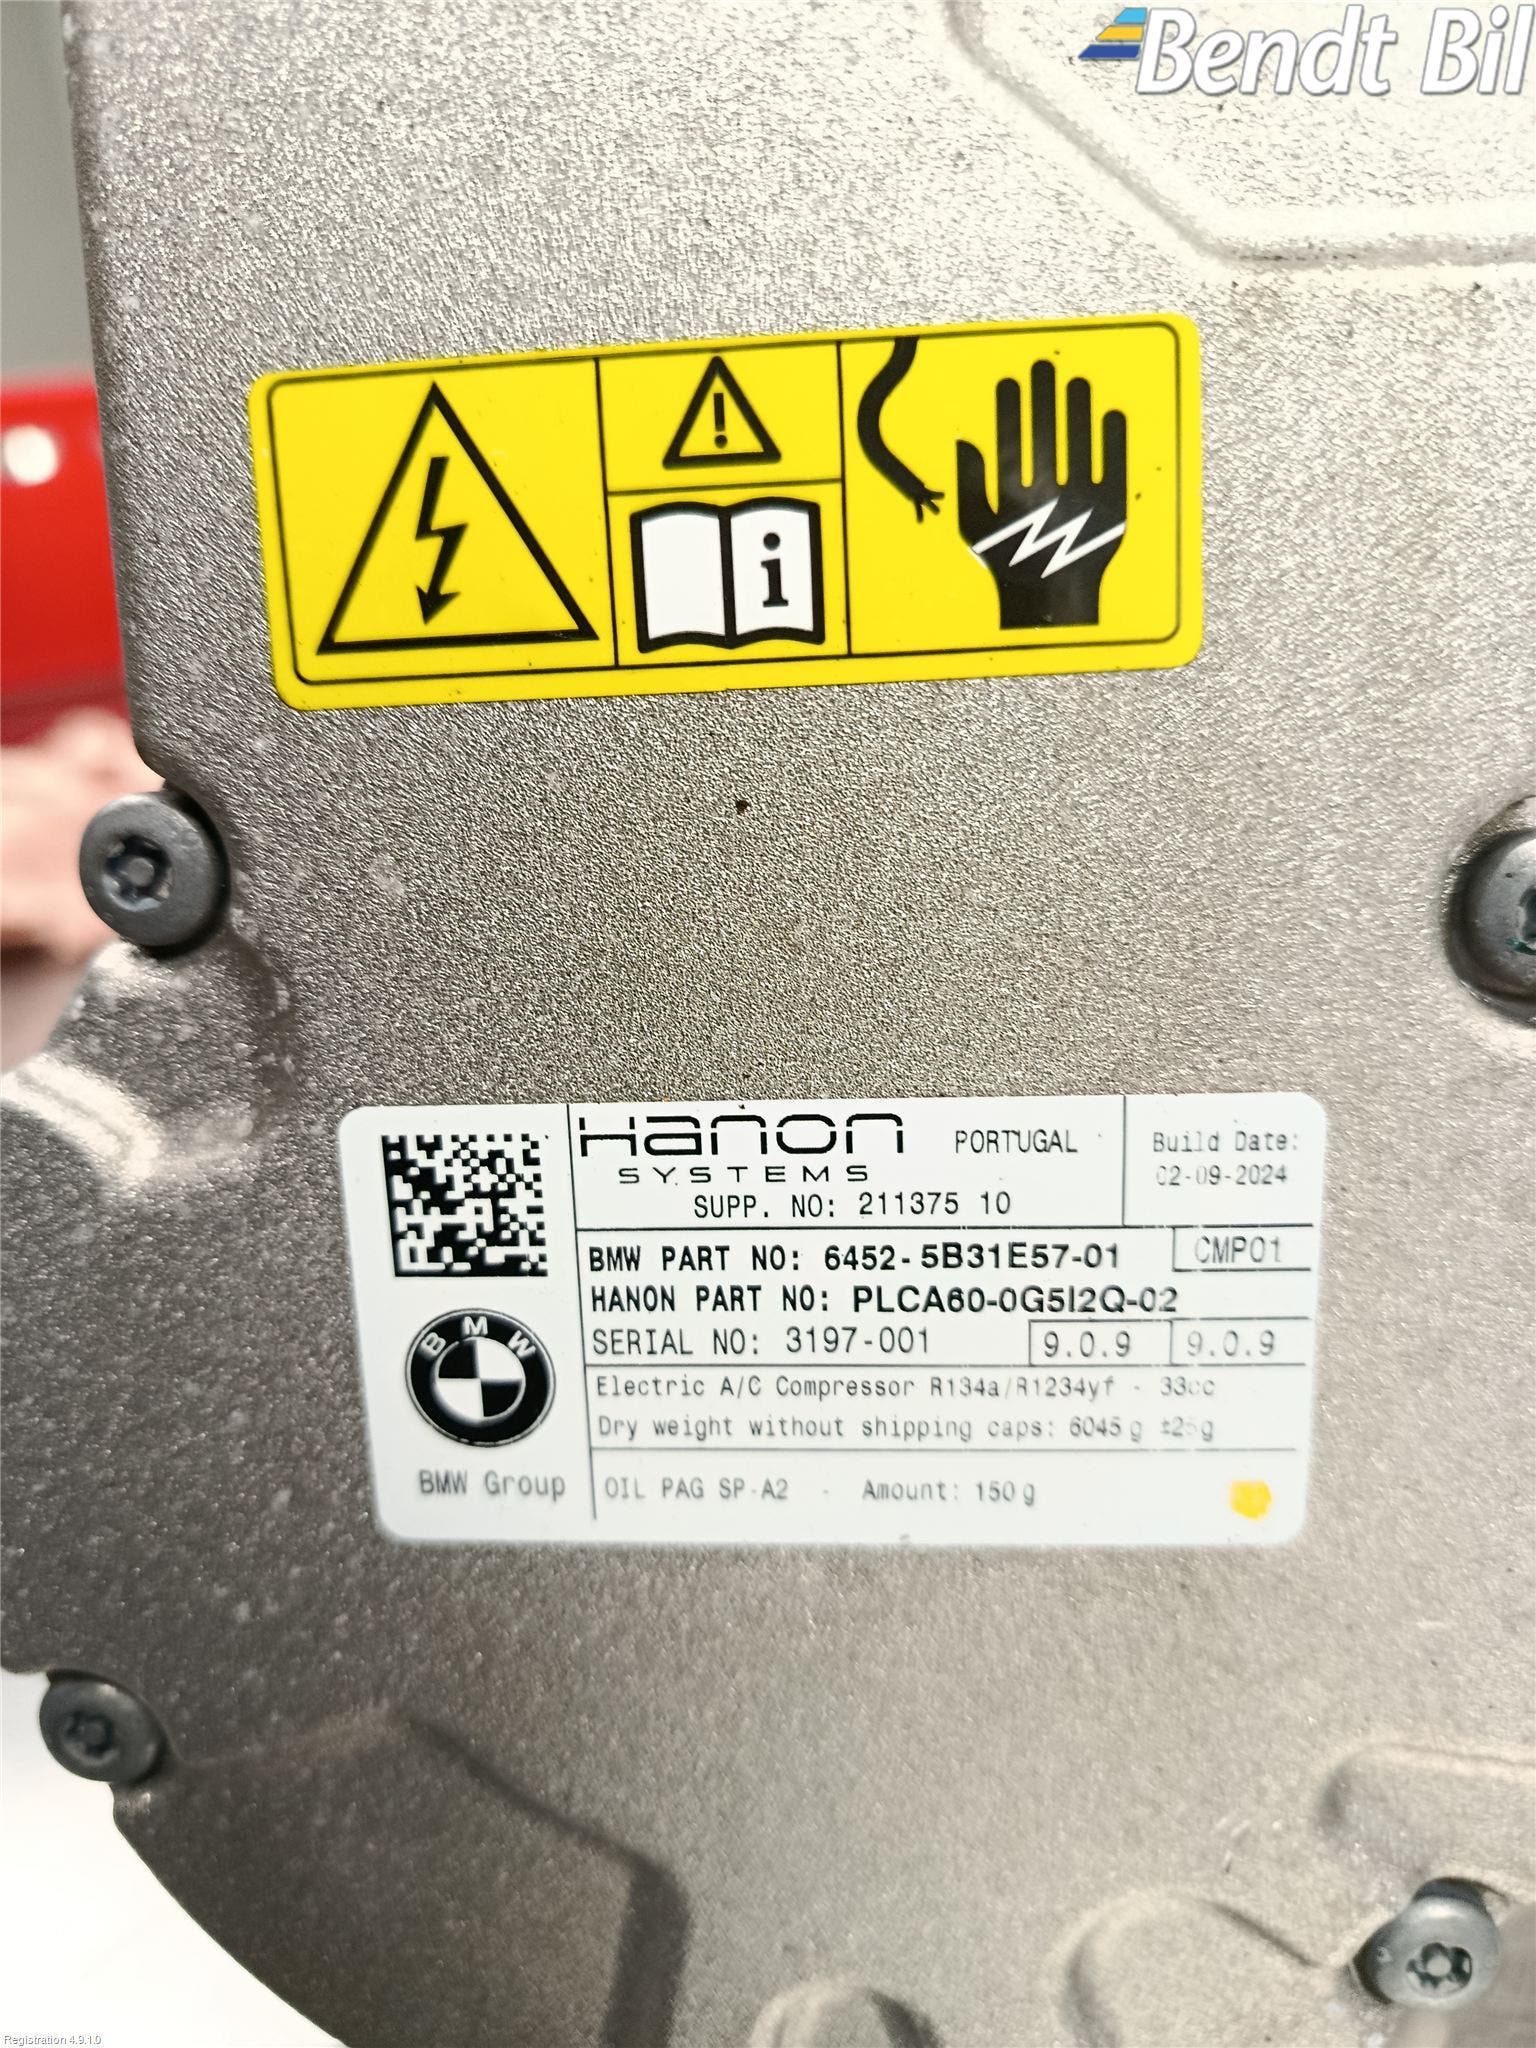 Bendt Bil
i
Hanon
SYSTEMS
PORTUGAL
SUPP. NO: 211375 10
Build Date:
02-09-2024
BMW PART NO: 6452-5B31E57-01
CMP01
HANON PART NO: PLCA60-0G5I2Q-02
SERIAL NO: 3197-001
9.0.9
9.0.9
Electric A/C Compressor R134a/R1234yf - 33cc
Dry weight without shipping caps: 6045g ±25g
BMW
BMW Group
OIL PAG SP-A2 - Amount: 150g
Registration 4.9.1.0